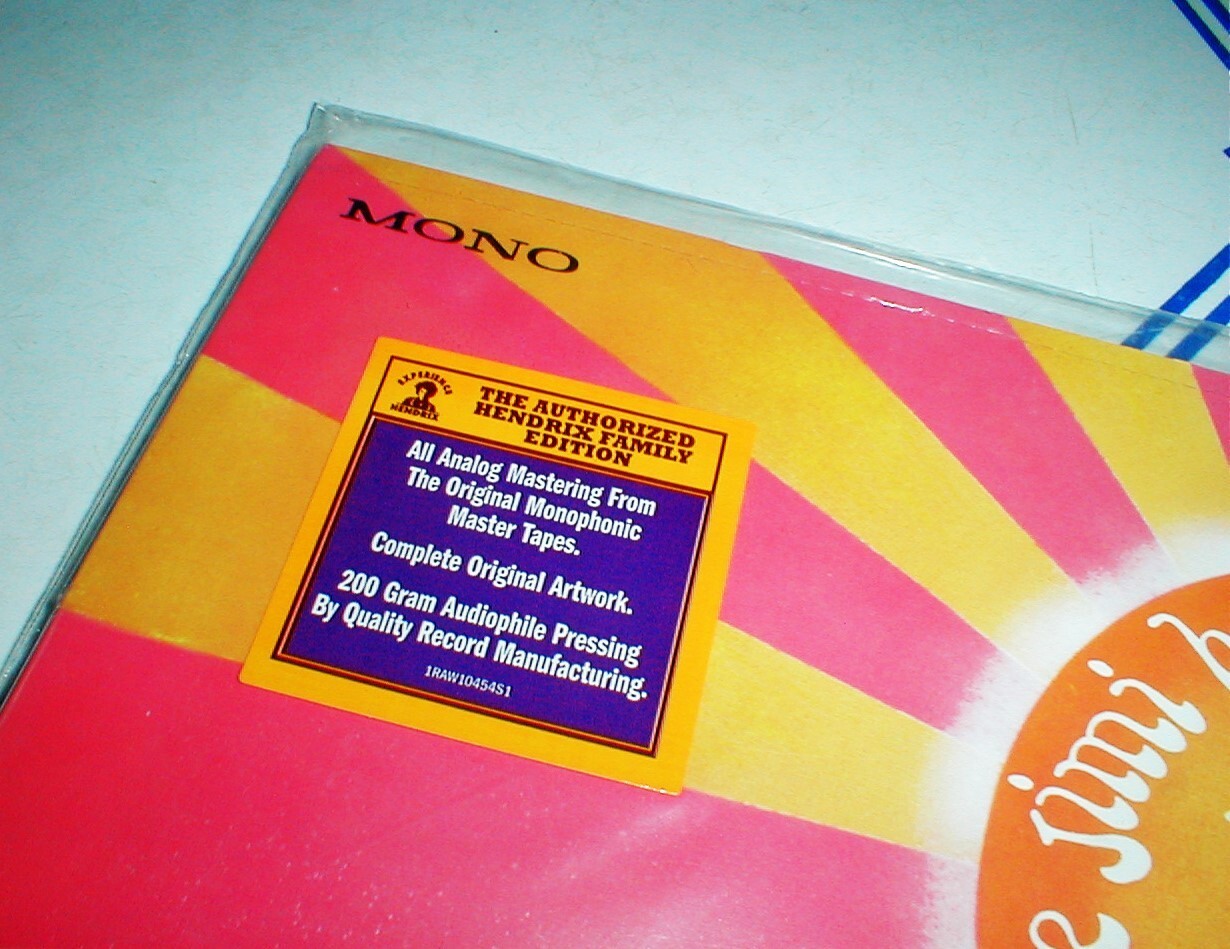 MONO
EXPERIENCE
HENDRIX
THE AUTHORIZED
HENDRIX FAMILY
EDITION
All Analog Mastering From
The Original Monophonic
Master Tapes.
Complete Original Artwork.
200 Gram Audiophile Pressing
By Quality Record Manufacturing.
1RAW10454S1
e jimi h